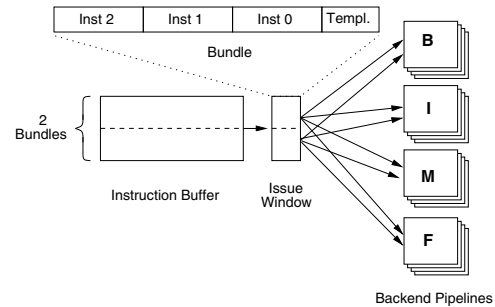 Inst 2 Inst 1 Inst 0 Templ.
Bundle
B
2
Bundles
I
Instruction Buffer
Issue
Window
M
F
Backend Pipelines